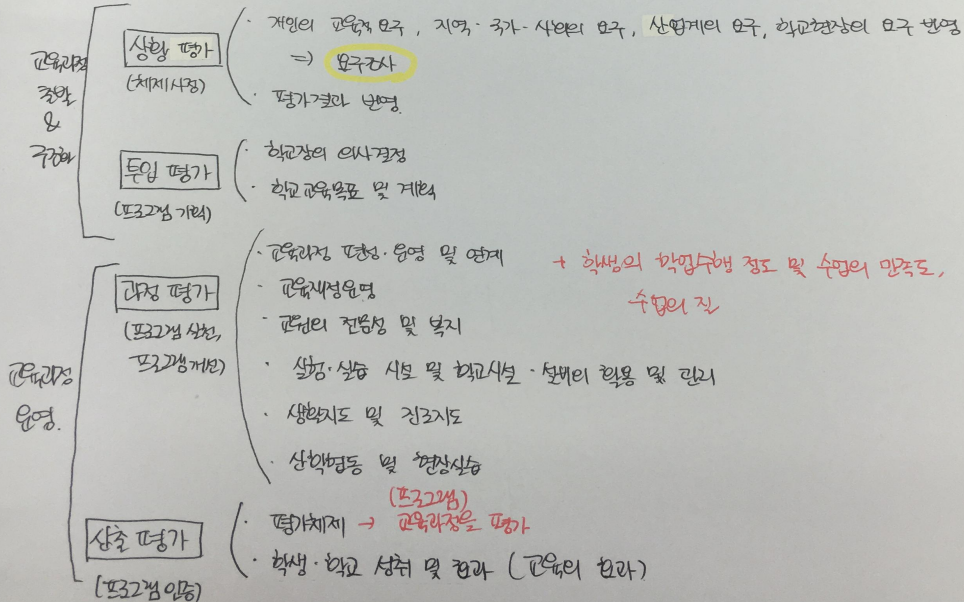 교육과정
출발
&
구조화
상황 평가
(체제사정)
· 개인의 교육적 요구, 지역·국가·사회의 요구, 산업계의 요구, 학교현장의 요구 반영
⇒ 요구조사
· 평가결과 반영.
투입 평가
(프로그램 기획)
· 학교장의 의사결정
· 학교교육목표 및 계획
교육과정
운영.
과정 평가
(프로그램 실천,
프로그램개선)
· 교육과정 편성·운영 및 연계
· 교육재정운영
· 교원의 전문성 및 복지
· 실험·실습 시설 및 학교시설·설비의 활용 및 관리
· 생활지도 및 진로지도
· 산학협동 및 현장실습
+ 학생의 학업수행 정도 및 수업의 만족도,
수업의 질
산출 평가
(프로그램 인증)
(프로그램)
· 평가체제 → 교육과정을 평가
· 학생·학교 성취 및 효과 (교육의 효과)